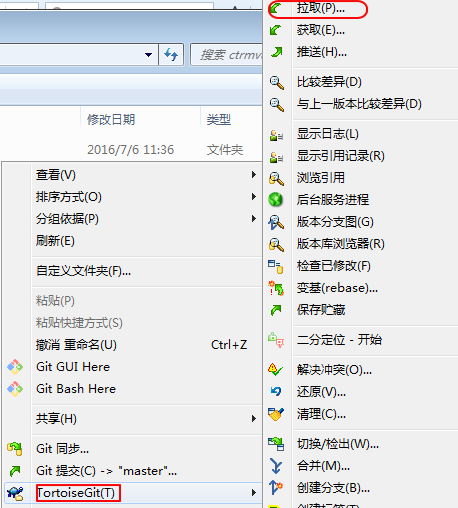 搜索 ctrmv
修改日期
类型
2016/7/6 11:36
文件夹
查看(V)
排序方式(O)
分组依据(P)
刷新(E)
自定义文件夹(F)...
粘贴(P)
粘贴快捷方式(S)
撤消 重命名(U)
Ctrl+Z
Git GUI Here
Git Bash Here
共享(H)
Git 同步...
Git 提交(C) -> "master"...
TortoiseGit(T)
拉取(P)...
获取(E)...
推送(H)...
比较差异(D)
与上一版本比较差异(D)
显示日志(L)
显示引用记录(R)
浏览引用
后台服务进程
版本分支图(G)
版本库浏览器(R)
检查已修改(F)
变基(rebase)...
保存贮藏
二分定位 - 开始
解决冲突(O)...
还原(V)...
清理(C)...
切换/检出(W)...
合并(M)...
创建分支(B)...